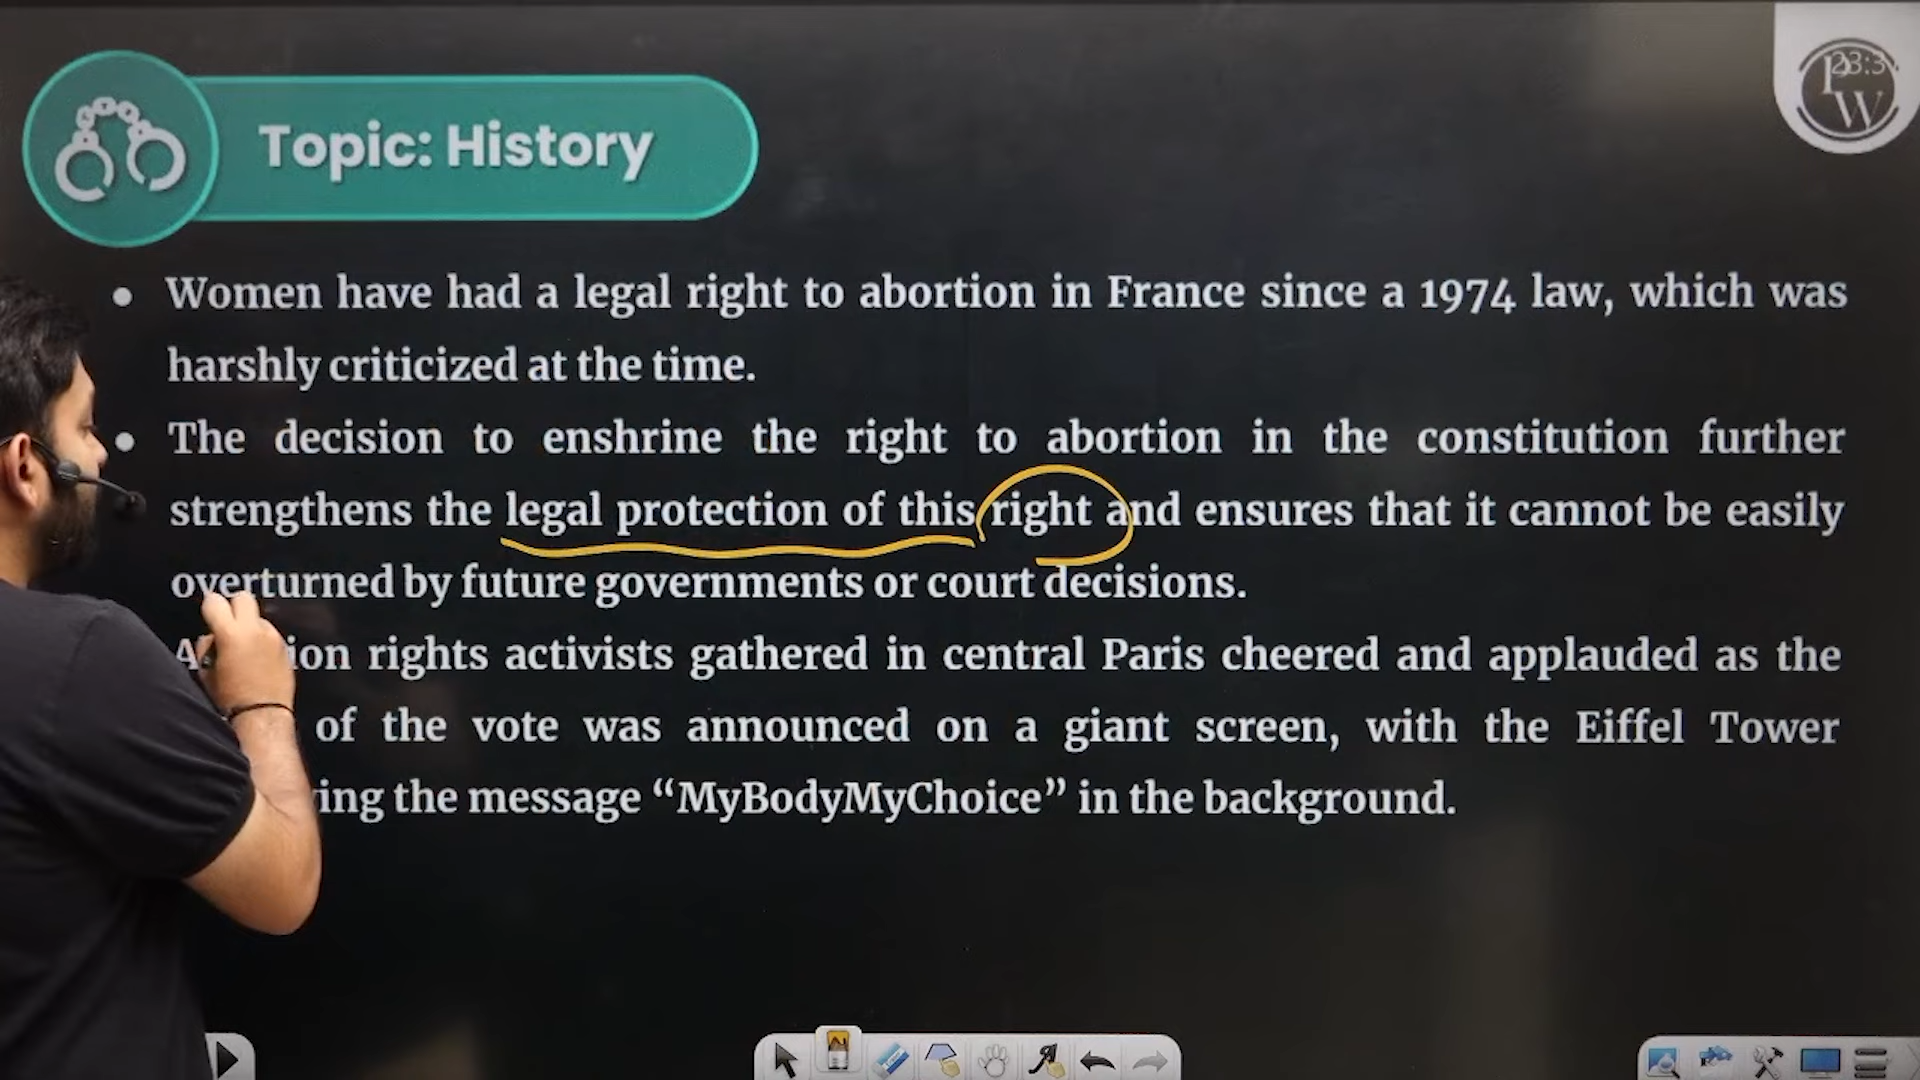 Topic: History
PW
23:3
Women have had a legal right to abortion in France since a 1974 law, which was
harshly criticized at the time.
The decision to enshrine the right to abortion in the constitution further
strengthens the legal protection of this right and ensures that it cannot be easily
overturned by future governments or court decisions.
rights activists gathered in central Paris cheered and applauded as the
of the vote was announced on a giant screen, with the Eiffel Tower
the message “MyBodyMyChoice” in the background.